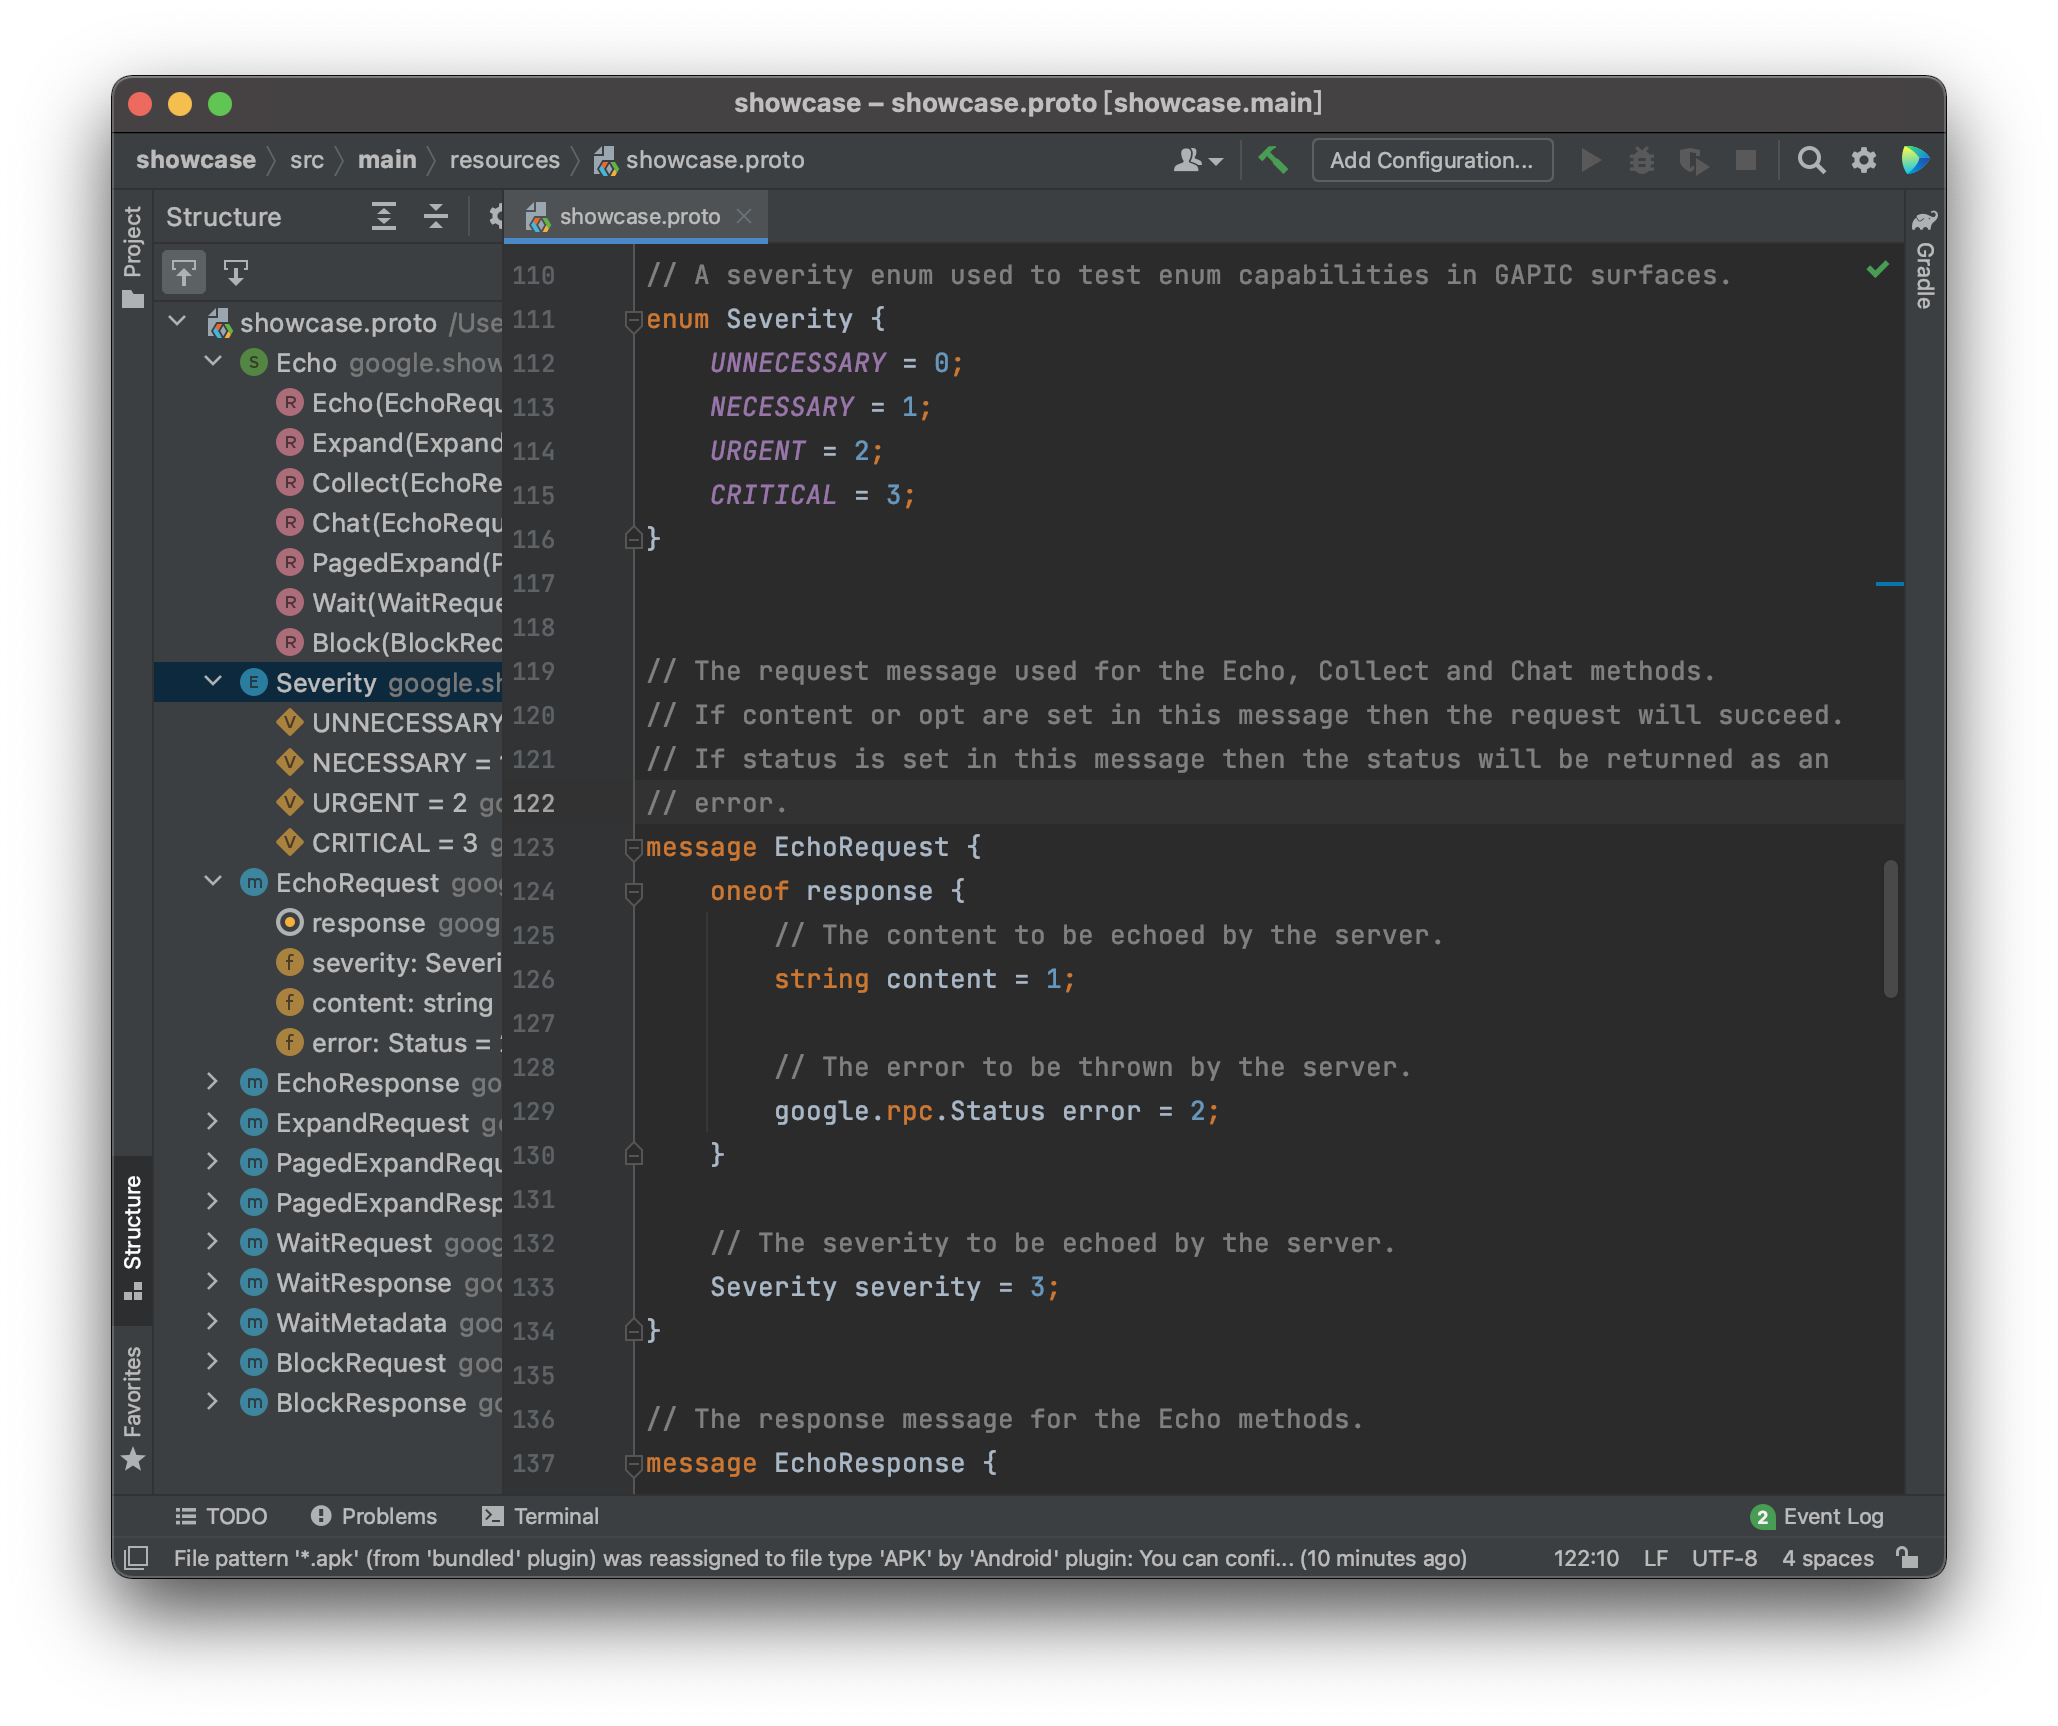 showcase – showcase.proto [showcase.main]
showcase src main resources showcase.proto
Add Configuration...
Project
Structure
showcase.proto
Gradle
showcase.proto /Use
S Echo google.show
R Echo(EchoRequ
R Expand(Expand
R Collect(EchoRe
R Chat(EchoRequ
R PagedExpand(P
R Wait(WaitReque
R Block(BlockRec
E Severity google.sh
V UNNECESSARY
V NECESSARY =
V URGENT = 2 go
V CRITICAL = 3 g
m EchoRequest goo
response goog
f severity: Severi
f content: string
f error: Status =
m EchoResponse go
m ExpandRequest g
m PagedExpandRequ
m PagedExpandResp
m WaitRequest goog
m WaitResponse goo
m WaitMetadata goo
m BlockRequest goo
m BlockResponse go
Structure
Favorites
110 // A severity enum used to test enum capabilities in GAPIC surfaces.
111 enum Severity {
112 UNNECESSARY = 0;
113 NECESSARY = 1;
114 URGENT = 2;
115 CRITICAL = 3;
116 }
117
118
119 // The request message used for the Echo, Collect and Chat methods.
120 // If content or opt are set in this message then the request will succeed.
121 // If status is set in this message then the status will be returned as an
122 // error.
123 message EchoRequest {
124 oneof response {
125 // The content to be echoed by the server.
126 string content = 1;
127
128 // The error to be thrown by the server.
129 google.rpc.Status error = 2;
130 }
131
132 // The severity to be echoed by the server.
133 Severity severity = 3;
134 }
135
136 // The response message for the Echo methods.
137 message EchoResponse {
TODO Problems Terminal 2 Event Log
File pattern '*.apk' (from 'bundled' plugin) was reassigned to file type 'APK' by 'Android' plugin: You can confi... (10 minutes ago) 122:10 LF UTF-8 4 spaces